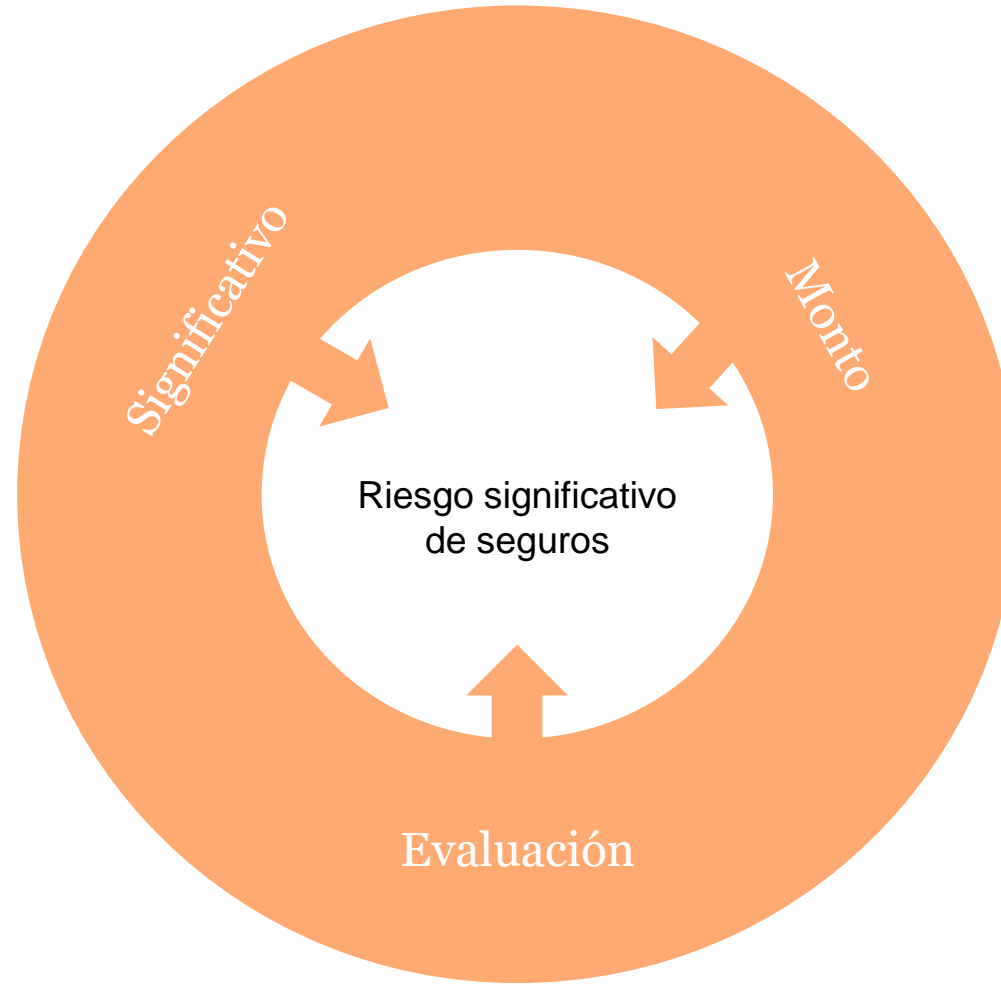 Significativo
Monto
Riesgo significativo
de seguros
Evaluación